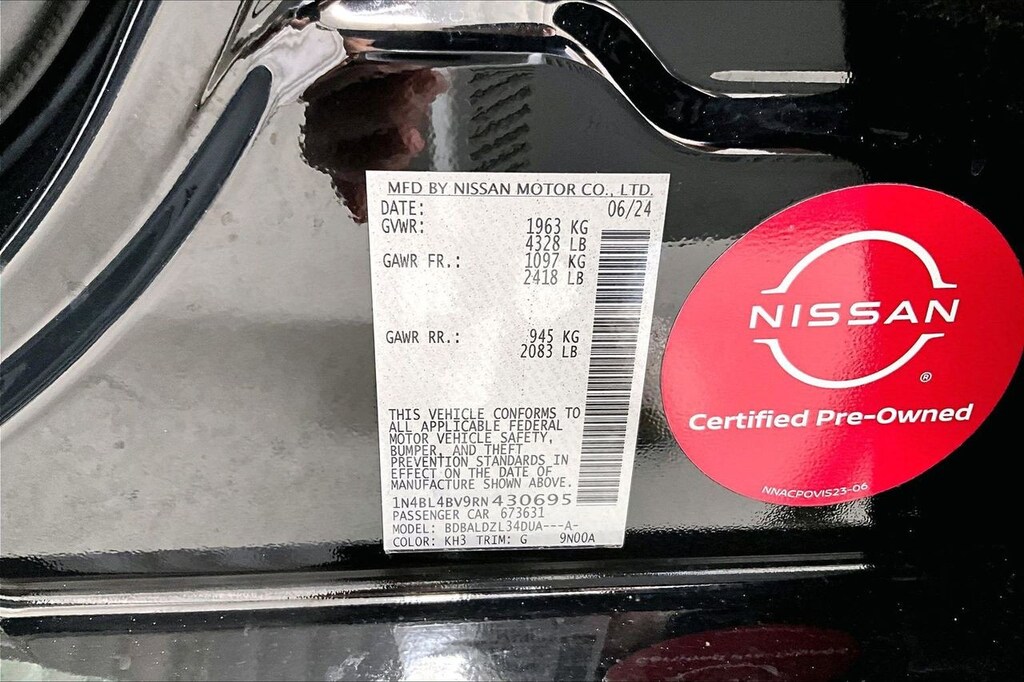 MFD BY NISSAN MOTOR CO., LTD.
DATE: 06/24
GVWR: 1963 KG
4328 LB
GAWR FR.: 1097 KG
2418 LB
GAWR RR.: 945 KG
2083 LB
THIS VEHICLE CONFORMS TO
ALL APPLICABLE FEDERAL
MOTOR VEHICLE SAFETY,
BUMPER, AND THEFT
PREVENTION STANDARDS IN
EFFECT ON THE DATE OF
MANUFACTURE SHOWN ABOVE.
1N4BL4BV9RN430695
PASSENGER CAR 673631
MODEL: BDBALDZL34DUA---A-
COLOR: KH3 TRIM: G 9N00A
NISSAN
®
Certified Pre-Owned
NNACPOVIS23-06